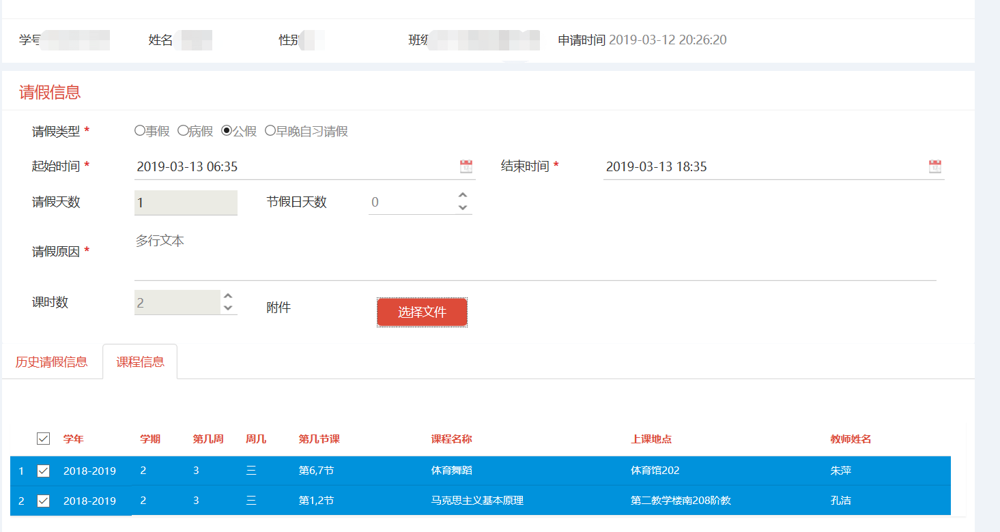 学号 姓名 性别 班级 申请时间 2019-03-12 20:26:20
请假信息
请假类型 * 事假 病假 公假 早晚自习请假
起始时间 * 2019-03-13 06:35 结束时间 * 2019-03-13 18:35
请假天数 1 节假日天数 0
请假原因 * 多行文本
课时数 2 附件 选择文件
历史请假信息 课程信息
学年 学期 第几周 周几 第几节课 课程名称 上课地点 教师姓名
1 2018-2019 2 3 三 第6,7节 体育舞蹈 体育馆202 朱萍
2 2018-2019 2 3 三 第1,2节 马克思主义基本原理 第二教学楼南208阶教 孔洁